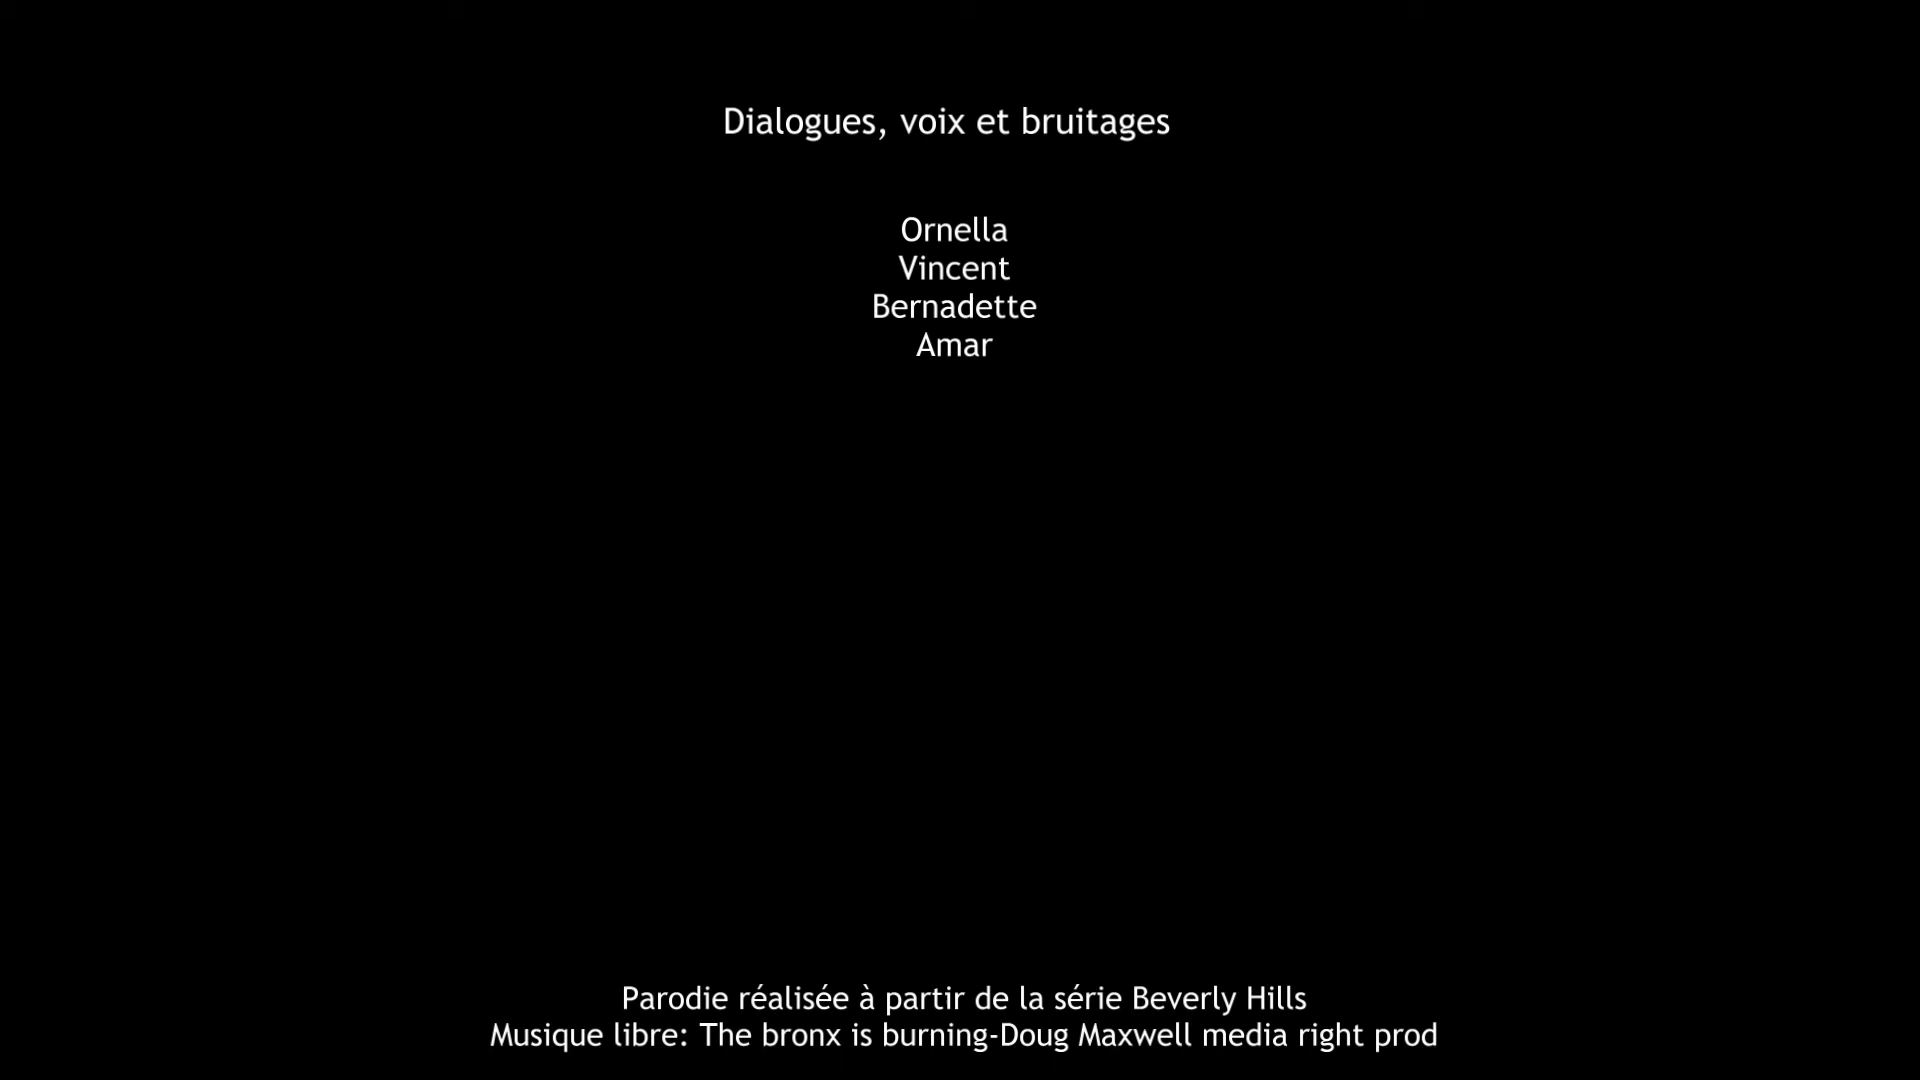 Dialogues, voix et bruitages
Ornella
Vincent
Bernadette
Amar
Parodie réalisée à partir de la série Beverly Hills
Musique libre: The bronx is burning-Doug Maxwell media right prod